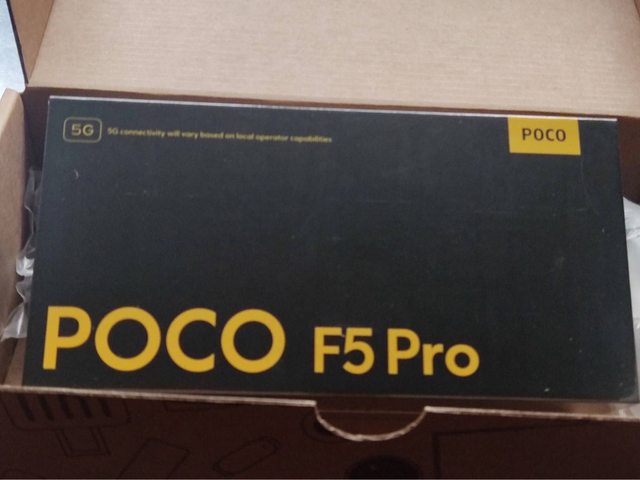 5G 5G connectivity will vary based on local operator capabilities
POCO
POCO F5 Pro